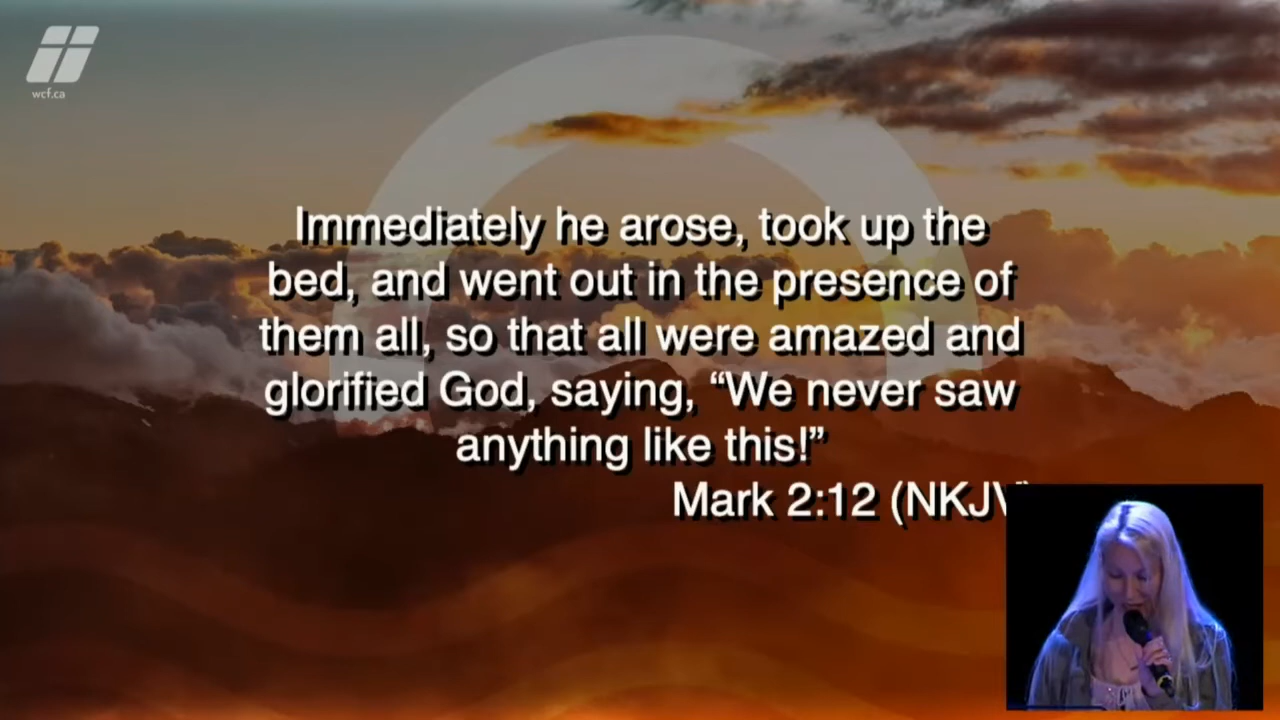 wcf.ca
Immediately he arose, took up the
bed, and went out in the presence of
them all, so that all were amazed and
glorified God, saying, “We never saw
anything like this!”
Mark 2:12 (NKJV)